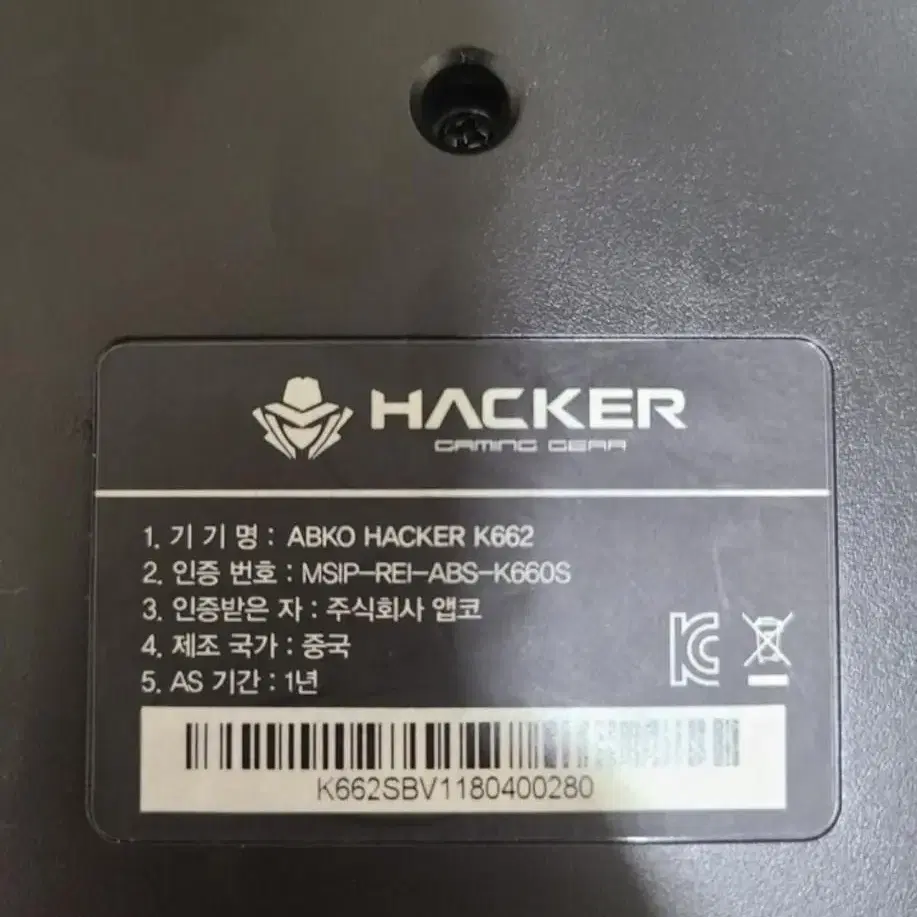 HACKER
GAMING GEAR
1. 기 기 명 : ABKO HACKER K662
2. 인증 번호 : MSIP-REI-ABS-K660S
3. 인증받은 자 : 주식회사 앱코
4. 제조 국가 : 중국
5. AS 기간 : 1년
KC
K662SBV1180400280